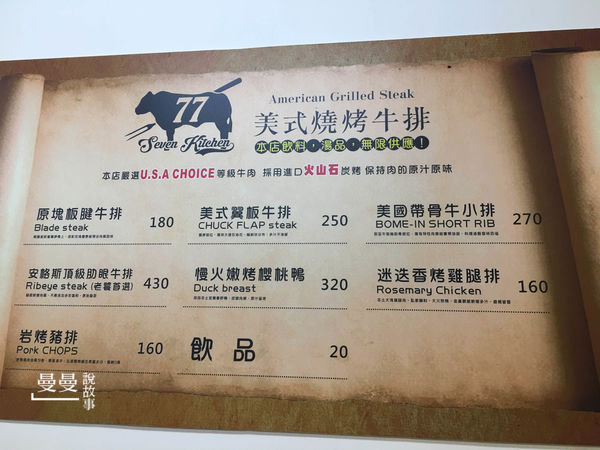 77
Seven Kitchen
American Grilled Steak
美式燒烤牛排
本店飲料，湯品，無限供應！
本店嚴選U.S.A CHOICE等級牛肉 採用進口火山石炭烤 保持肉的原汁原味
原塊板腱牛排 180
Blade steak
美式翼板牛排 250
CHUCK FLAP steak
美國帶骨牛小排 270
BOME-IN SHORT RIB
安格斯頂級肋眼牛排 430
Ribeye steak (老饕首選)
慢火嫩烤櫻桃鴨 320
Duck breast
迷迭香烤雞腿排 160
Rosemary Chicken
岩烤豬排 160
Pork CHOPS
飲品 20
曼曼
說故事